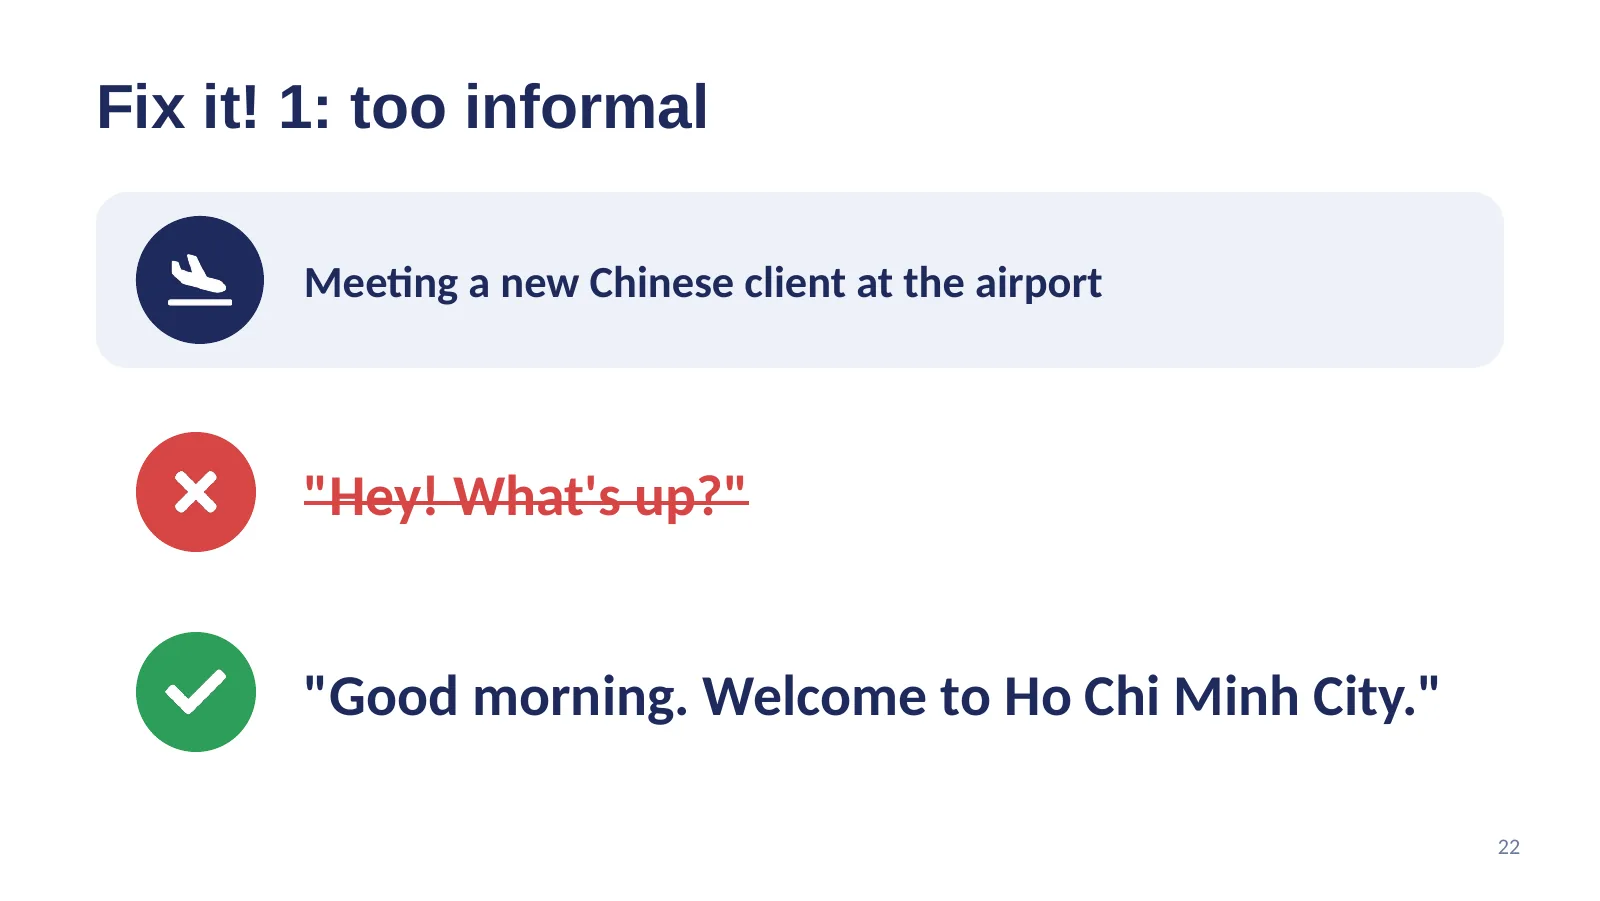 Fix it! 1: too informal
Meeting a new Chinese client at the airport
"Hey! What's up?"
"Good morning. Welcome to Ho Chi Minh City."
22